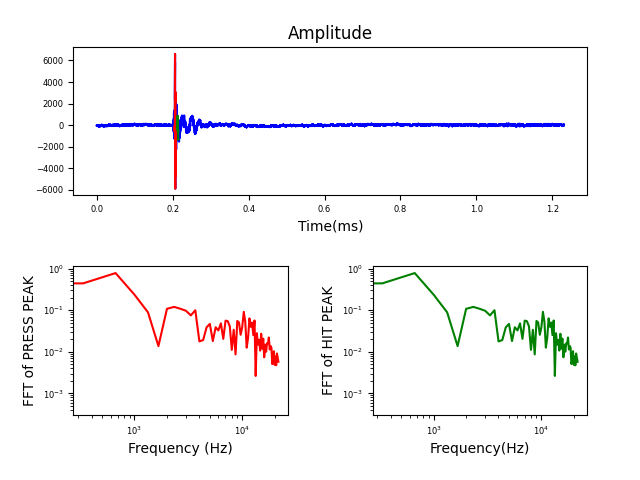 Amplitude
6000
4000
2000
0
−2000
−4000
−6000
0.0 0.2 0.4 0.6 0.8 1.0 1.2
Time(ms)
FFT of PRESS PEAK
10⁰
10⁻¹
10⁻²
10⁻³
10³ 10⁴
Frequency (Hz)
FFT of HIT PEAK
10⁰
10⁻¹
10⁻²
10⁻³
10³ 10⁴
Frequency(Hz)